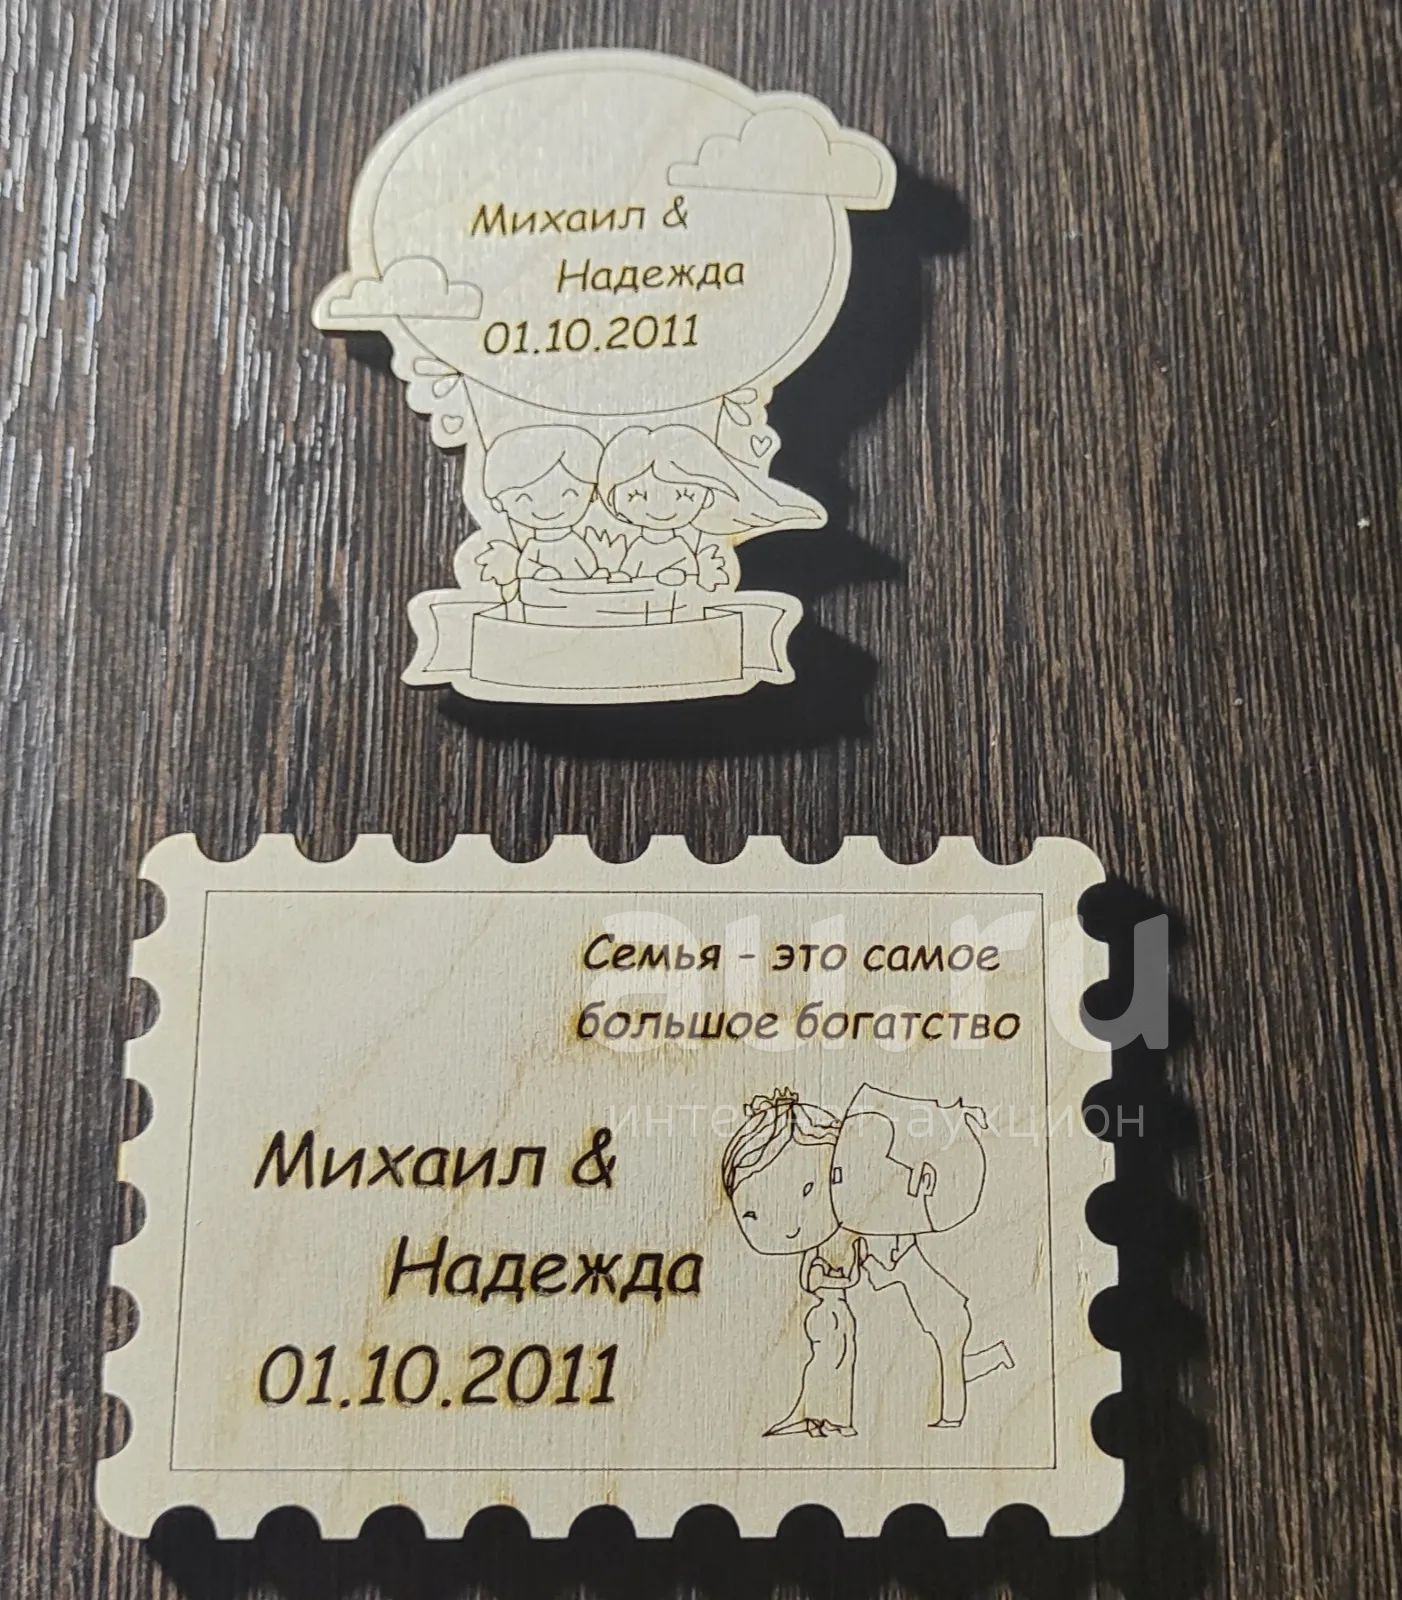 Михаил &
Надежда
01.10.2011
Семья - это самое
большое богатство
au.ru
интернет-аукцион
Михаил &
Надежда
01.10.2011